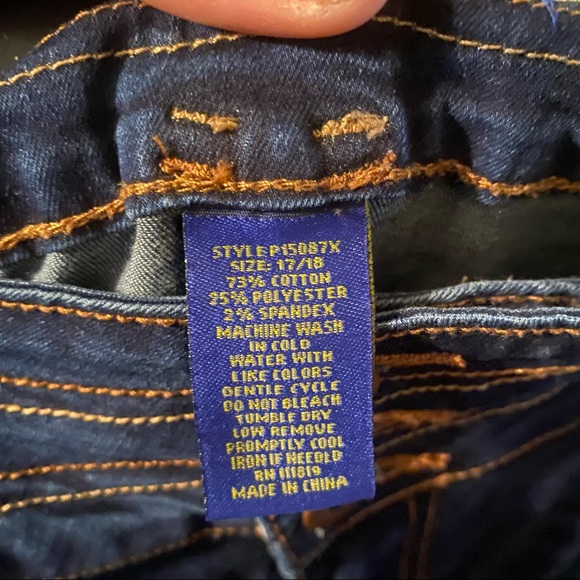 STYLE P15087X
SIZE: 17/18
73% COTTON
25% POLYESTER
2% SPANDEX
MACHINE WASH
IN COLD
WATER WITH
LIKE COLORS
GENTLE CYCLE
DO NOT BLEACH
TUMBLE DRY
LOW REMOVE
PROMPTLY COOL
IRON IF NEEDED
RN 111819
MADE IN CHINA